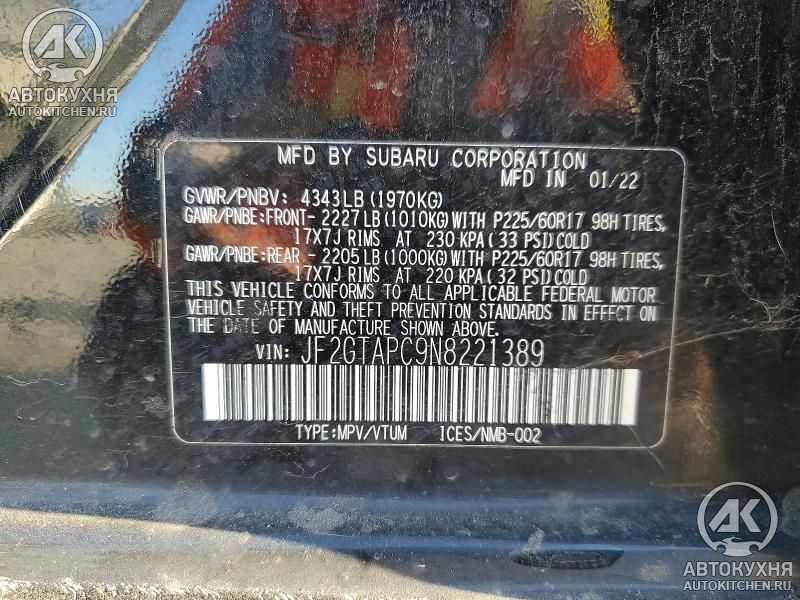 АК
АВТОКУХНЯ
AUTOKITCHEN.RU
MFD BY SUBARU CORPORATION
MFD IN 01/22
GVWR/PNBV: 4343LB(1970KG)
GAWR/PNBE:FRONT- 2227LB(1010KG)WITH P225/60R17 98H TIRES,
17X7J RIMS AT 230 KPA( 33 PSI)COLD
GAWR/PNBE:REAR - 2205LB(1000KG)WITH P225/60R17 98H TIRES,
17X7J RIMS AT 220 KPA( 32 PSI)COLD
THIS VEHICLE CONFORMS TO ALL APPLICABLE FEDERAL MOTOR
VEHICLE SAFETY AND THEFT PREVENTION STANDARDS IN EFFECT ON
THE DATE OF MANUFACTURE SHOWN ABOVE.
VIN: JF2GTAPC9N8221389
TYPE:MPV/VTUM ICES/NMB-002
АК
АВТОКУХНЯ
AUTOKITCHEN.RU